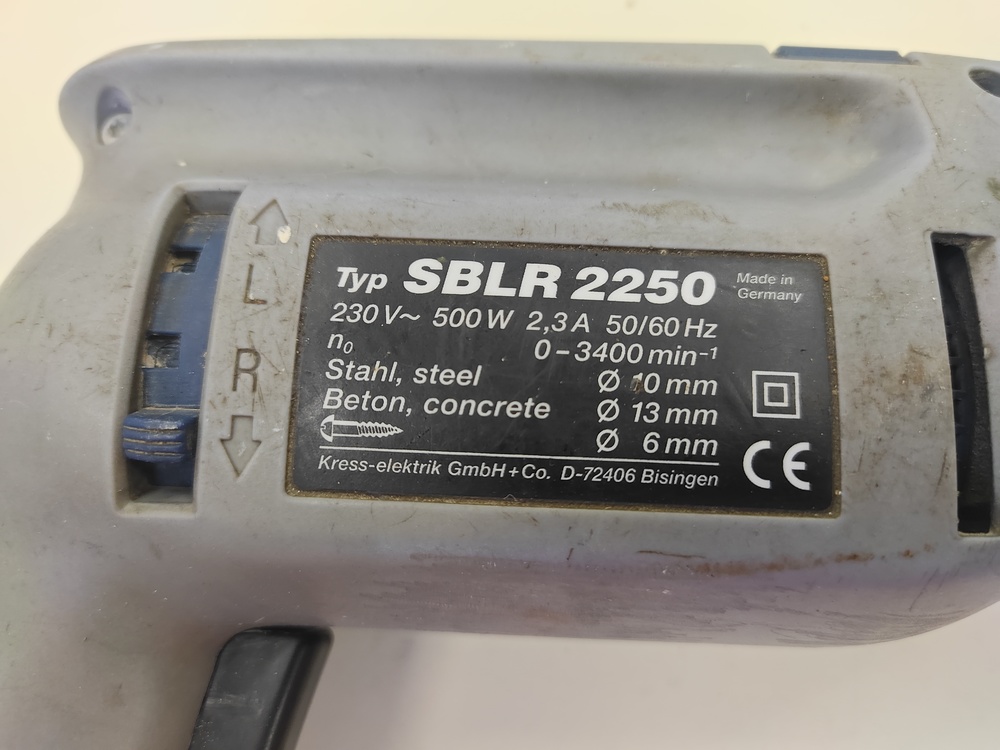 L
R
Typ SBLR 2250
Made in
Germany
230 V~ 500 W 2,3 A 50/60 Hz
n₀ 0–3400 min⁻¹
Stahl, steel Ø 10 mm
Beton, concrete Ø 13 mm
Ø 6 mm
Kress-elektrik GmbH+Co. D-72406 Bisingen
CE